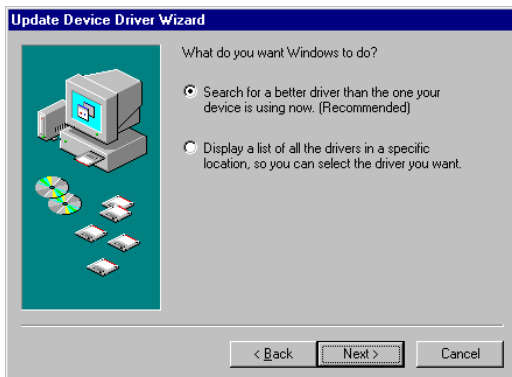 Update Device Driver Wizard
What do you want Windows to do?
Search for a better driver than the one your
device is using now. (Recommended)
Display a list of all the drivers in a specific
location, so you can select the driver you want.
< Back
Next >
Cancel